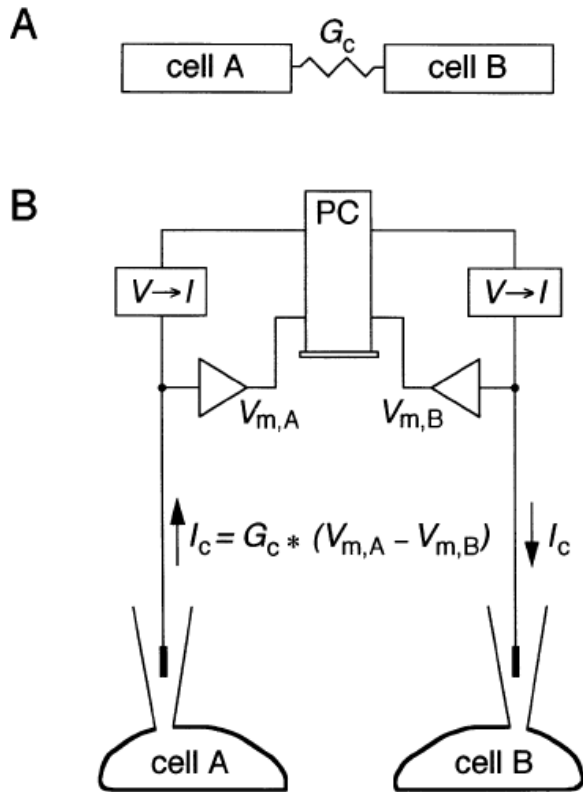 A
G_c
cell A cell B
B
PC
V→I V→I
V_m,A V_m,B
I_c = G_c * (V_m,A – V_m,B) I_c
cell A cell B